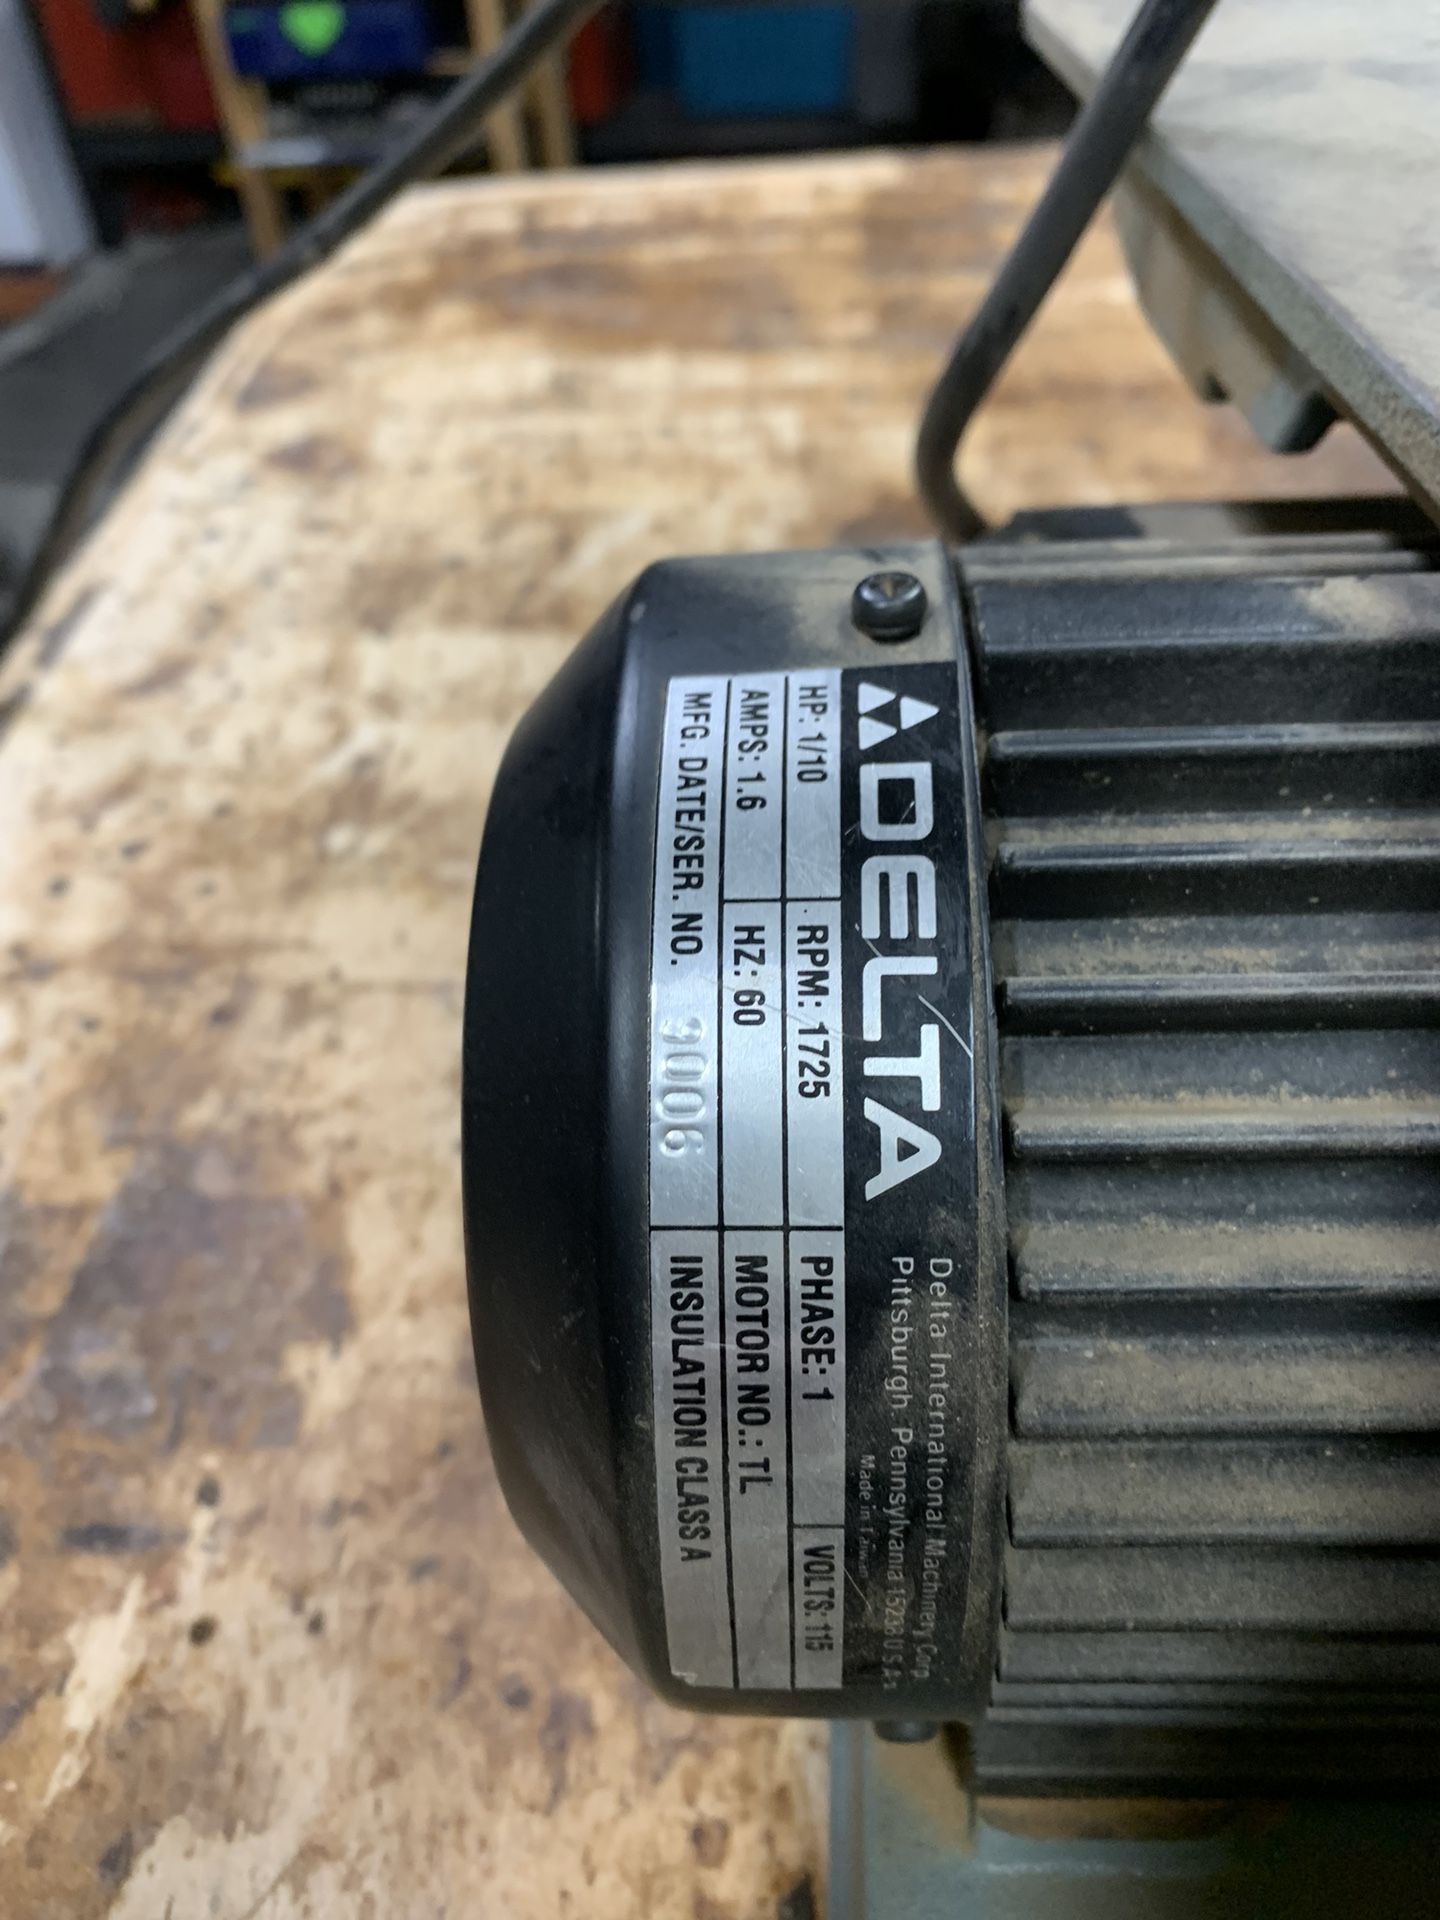 DELTA
Delta International Machinery Corp.
Pittsburgh, Pennsylvania 15238 U.S.A.
Made in Taiwan
HP: 1/10 RPM: 1725 PHASE: 1 VOLTS: 115
AMPS: 1.6 HZ: 60 MOTOR NO.: TL
MFG. DATE/SER. NO. 9006 INSULATION CLASS A